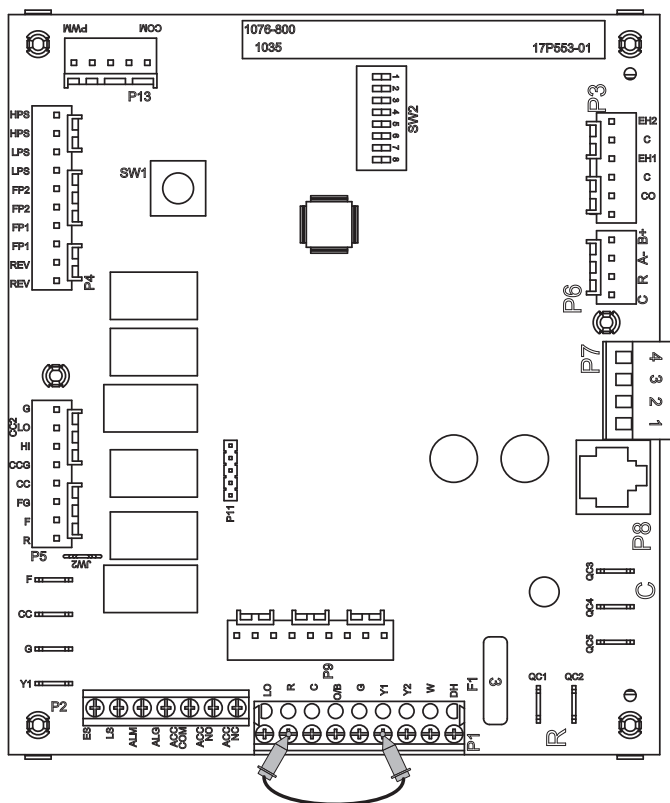 PWM COM
P13
1076-800
1035 17P553-01
HPS
HPS
LPS
LPS
FP2
FP2
FP1
FP1
REV
REV
P4
SW1
1
2
3
4
5
6
7
8
SW2
P3
EH2
C
EH1
C
CO
P6
B+
A-
R
C
P7
4
3
2
1
P8
G
CC2
LO
HI
CCG
CC
FG
F
R
P5
JW2
P11
F
CC
G
Y1
P2
C
QC3
QC4
QC5
QC1 QC2
R
P9
F1
3
LO R C O/B G Y1 Y2 W DH
P1
ES LS ALM ALG ACC COM ACC NO ACC NC